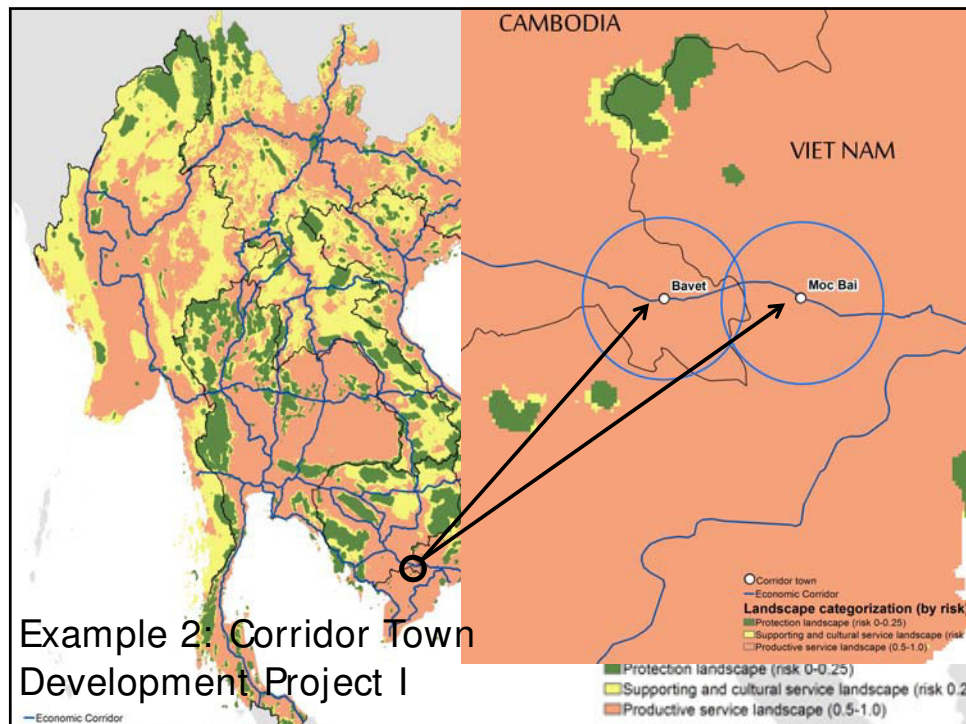 CAMBODIA
VIET NAM
Bavet
Moc Bai
Corridor town
Economic Corridor
Landscape categorization (by risk)
Protection landscape (risk 0-0.25)
Supporting and cultural service landscape (risk
Productive service landscape (0.5-1.0)
Example 2: Corridor Town
Development Project I
Economic Corridor
Protection landscape (risk 0-0.25)
Supporting and cultural service landscape (risk 0.2
Productive service landscape (0.5-1.0)